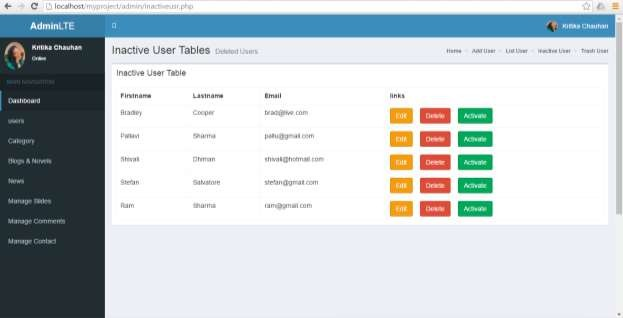 localhost/myproject/admin/inactiveusr.php
AdminLTE
Kritika Chauhan
Kritika Chauhan
Online
MAIN NAVIGATION
Dashboard
users
Category
Blogs & Novels
News
Manage Slides
Manage Comments
Manage Contact
Inactive User Tables Deleted Users
Home - Add User - List User - Inactive User - Trash User
Inactive User Table
Firstname Lastname Email links
Bradley Cooper brad@live.com Edit Delete Activate
Pallavi Sharma pallu@gmail.com Edit Delete Activate
Shivali Dhiman shivali@hotmail.com Edit Delete Activate
Stefan Salvatore stefan@gmail.com Edit Delete Activate
Ram Sharma ram@gmail.com Edit Delete Activate